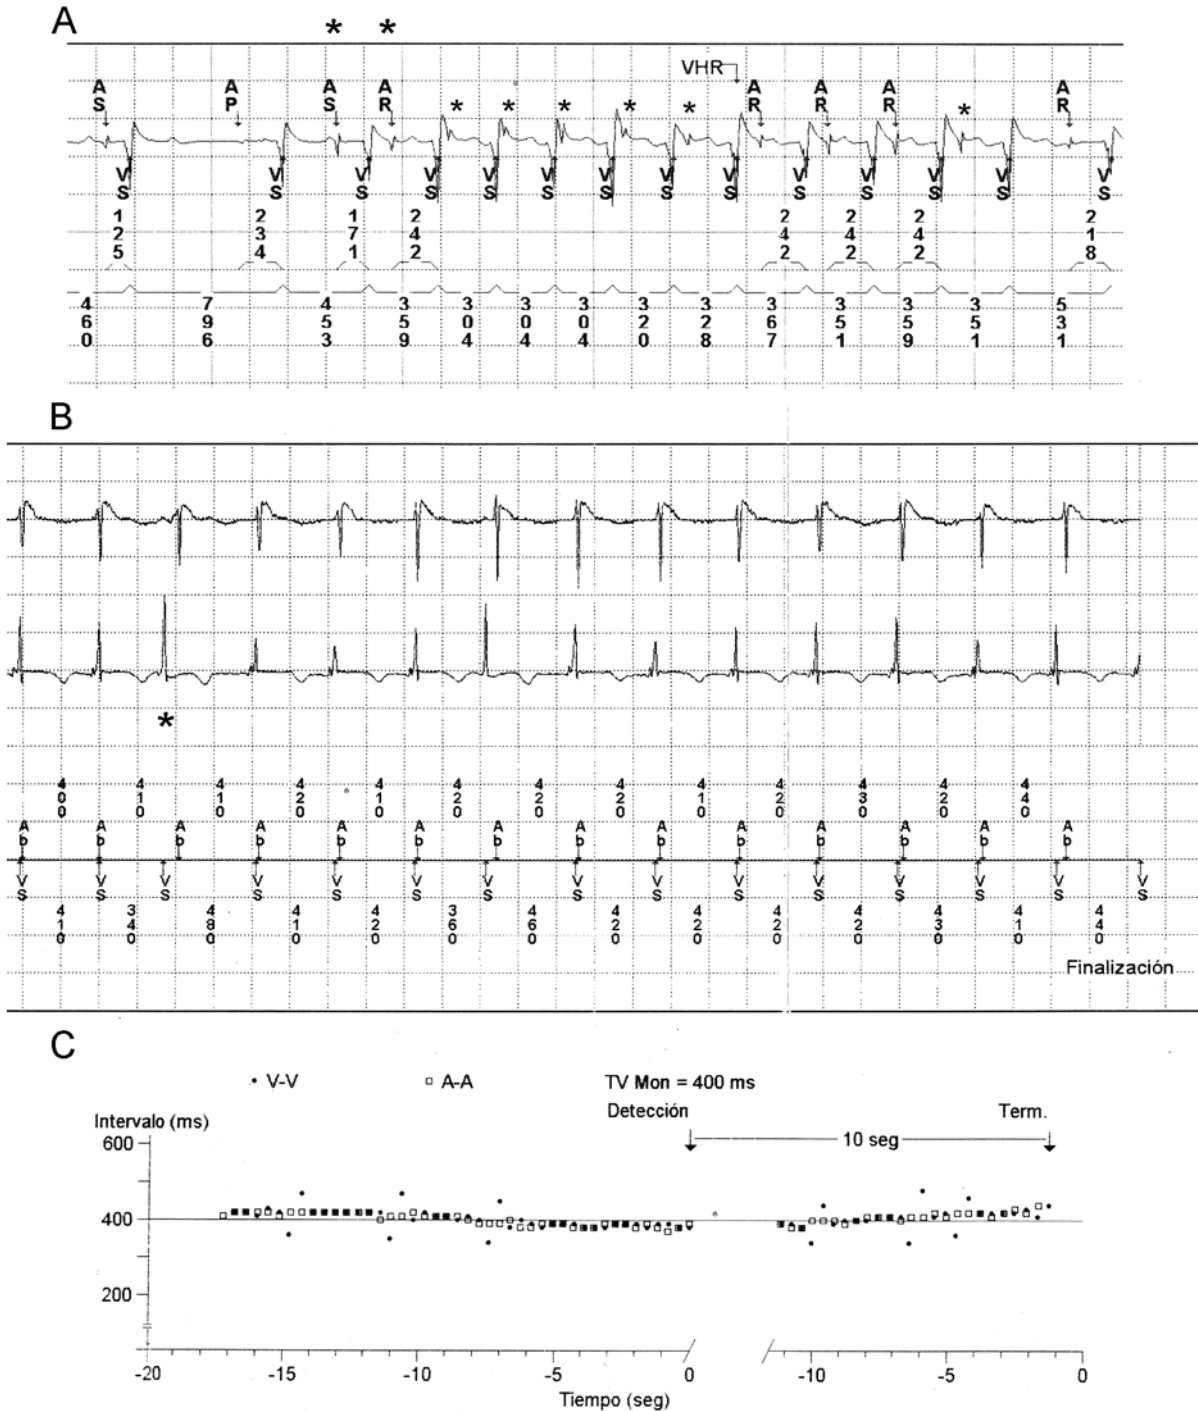 A
* *
VHR
AS AP AS AR AR AR AR AR
* * * * * *
VS VS VS VS VS VS VS VS VS VS VS VS VS VS
125 234 171 242 242 242 242 218
460 796 453 359 304 304 304 320 328 367 351 359 351 531
B
*
400 410 410 420 410 420 420 420 410 420 430 420 440
Ab Ab Ab Ab Ab Ab Ab Ab Ab Ab Ab Ab Ab Ab
VS VS VS VS VS VS VS VS VS VS VS VS VS VS VS
410 340 480 410 420 360 460 420 420 420 420 430 410 440
Finalización
C
V-V A-A TV Mon = 400 ms
Detección Term.
Intervalo (ms) 10 seg
600
400
200
-20 -15 -10 -5 0 -10 -5 0
Tiempo (seg)